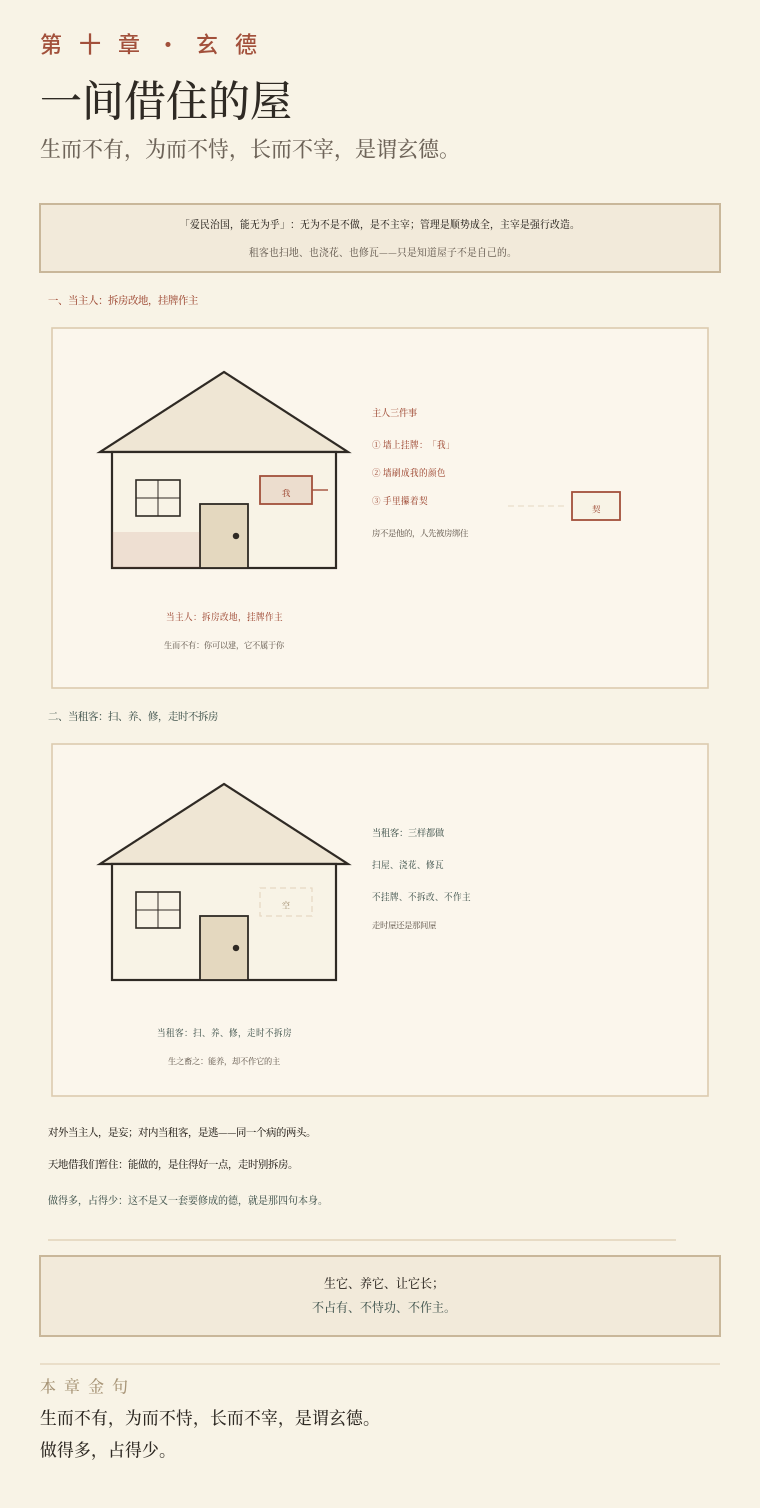 第十章·玄德
一间借住的屋
生而不有，为而不恃，长而不宰，是谓玄德。
「爱民治国，能无为乎」：无为不是不做，是不主宰；管理是顺势成全，主宰是强行改造。
租客也扫地、也浇花、也修瓦——只是知道屋子不是自己的。
一、当主人：拆房改地，挂牌作主
主人三件事
① 墙上挂牌：「我」
② 墙刷成我的颜色
③ 手里攥着契
房不是他的，人先被房绑住
我
契
当主人：拆房改地，挂牌作主
生而不有：你可以建，它不属于你
二、当租客：扫、养、修，走时不拆房
当租客：三样都做
扫屋、浇花、修瓦
不挂牌、不拆改、不作主
走时屋还是那间屋
空
当租客：扫、养、修，走时不拆房
生之畜之：能养，却不作它的主
对外当主人，是妄；对内当租客，是逃——同一个病的两头。
天地借我们暂住：能做的，是住得好一点，走时别拆房。
做得多，占得少：这不是又一套要修成的德，就是那四句本身。
生它、养它、让它长；
不占有、不恃功、不作主。
本章金句
生而不有，为而不恃，长而不宰，是谓玄德。
做得多，占得少。